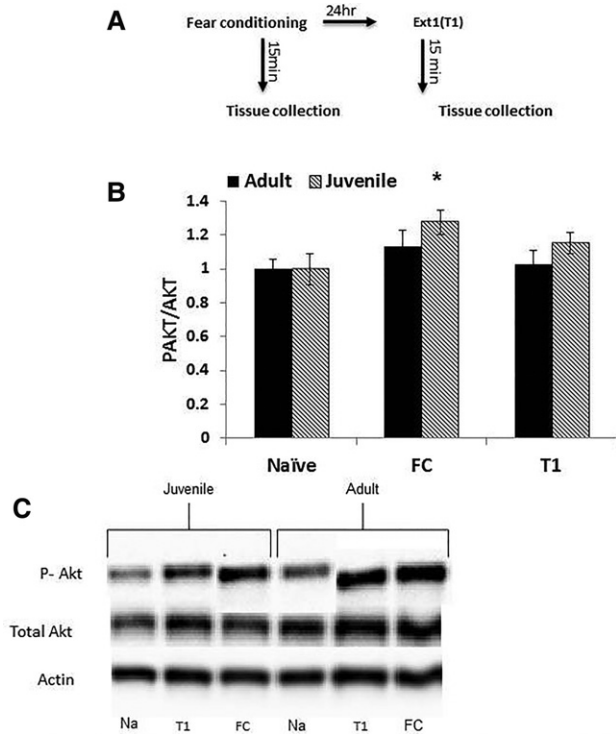 A
Fear conditioning
24hr
Ext1(T1)
15min
15 min
Tissue collection
Tissue collection
B
Adult
Juvenile
*
1.4
1.2
1
0.8
0.6
0.4
0.2
0
PAKT/AKT
Naïve
FC
T1
C
Juvenile
Adult
P- Akt
Total Akt
Actin
Na
T1
FC
Na
T1
FC